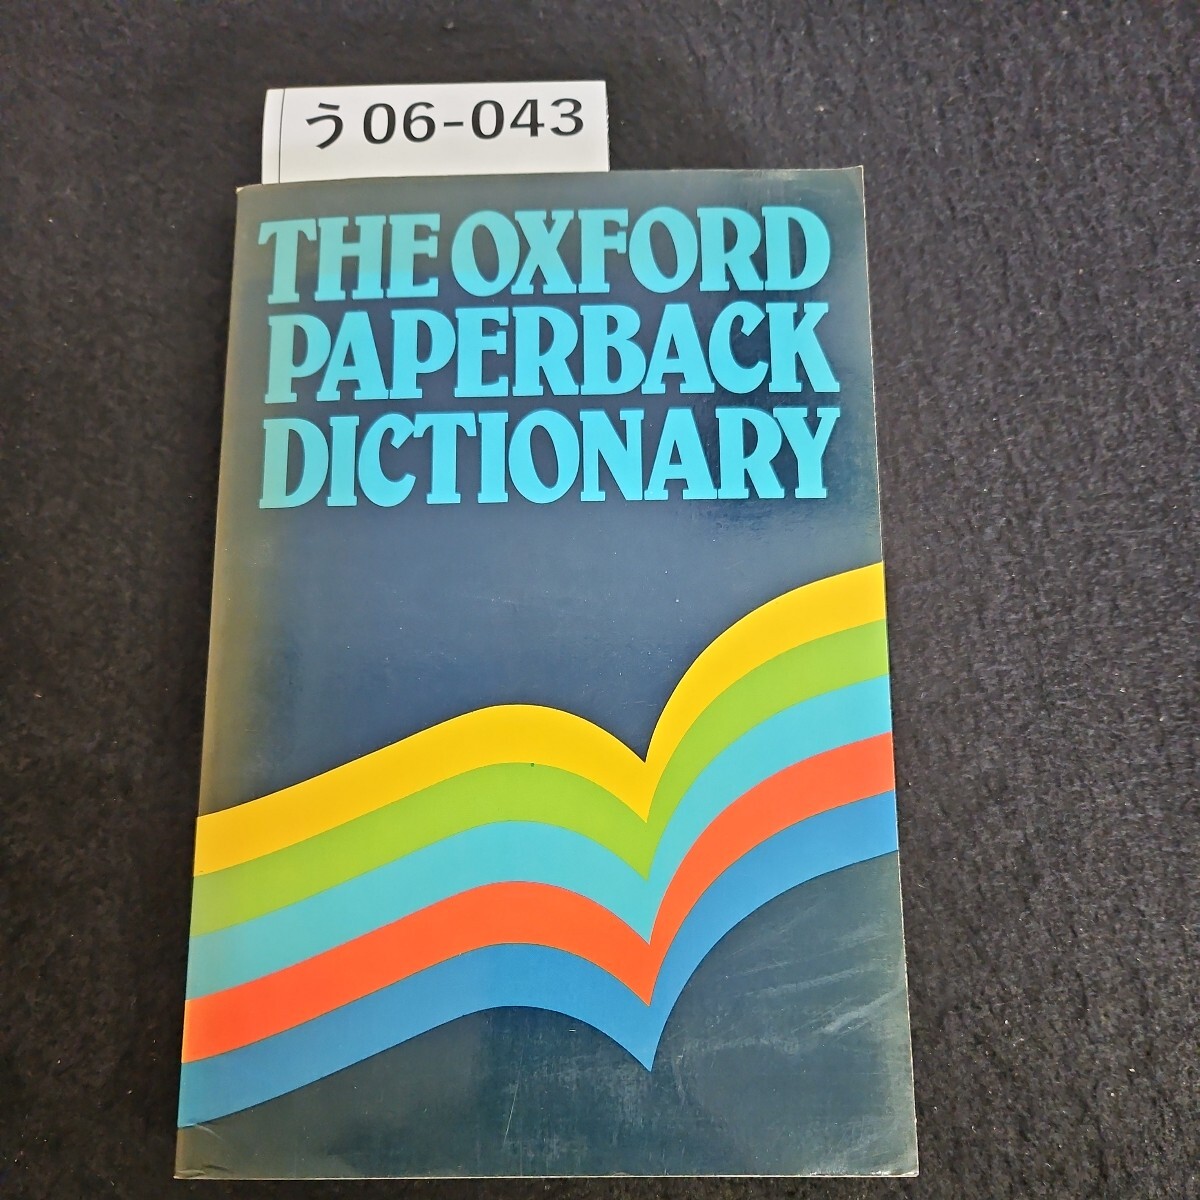 う06-043
THE OXFORD
PAPERBACK
DICTIONARY